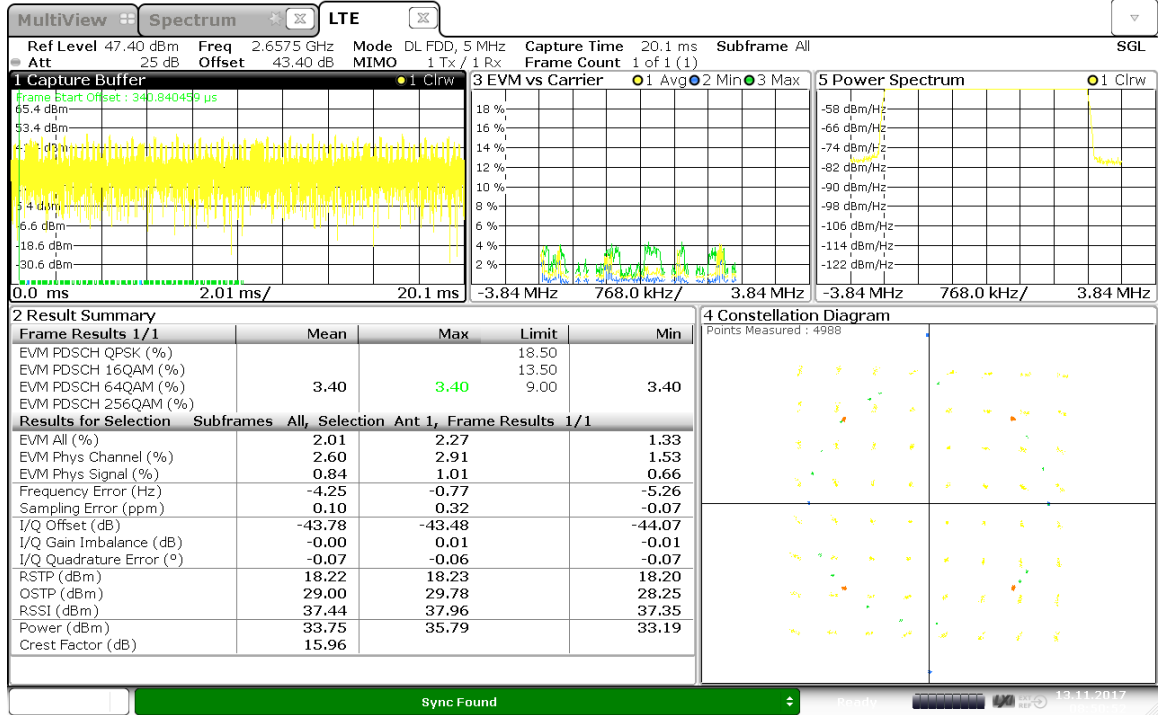 MultiView Spectrum LTE
Ref Level 47.40 dBm Freq 2.6575 GHz Mode DL FDD, 5 MHz Capture Time 20.1 ms Subframe All SGL
Att 25 dB Offset 43.40 dB MIMO 1 Tx / 1 Rx Frame Count 1 of 1 (1)
1 Capture Buffer 1 Clrw
Frame Start Offset : 340.840459 µs
65.4 dBm
53.4 dBm
-6.6 dBm
-18.6 dBm
-30.6 dBm
0.0 ms 2.01 ms/ 20.1 ms
3 EVM vs Carrier 1 Avg 2 Min 3 Max
18 %
16 %
14 %
12 %
10 %
8 %
6 %
4 %
2 %
-3.84 MHz 768.0 kHz/ 3.84 MHz
5 Power Spectrum 1 Clrw
-58 dBm/Hz
-66 dBm/Hz
-74 dBm/Hz
-82 dBm/Hz
-90 dBm/Hz
-98 dBm/Hz
-106 dBm/Hz
-114 dBm/Hz
-122 dBm/Hz
-3.84 MHz 768.0 kHz/ 3.84 MHz
2 Result Summary
Frame Results 1/1 Mean Max Limit Min
EVM PDSCH QPSK (%) 18.50
EVM PDSCH 16QAM (%) 13.50
EVM PDSCH 64QAM (%) 3.40 3.40 9.00 3.40
EVM PDSCH 256QAM (%)
Results for Selection Subframes All, Selection Ant 1, Frame Results 1/1
EVM All (%) 2.01 2.27 1.33
EVM Phys Channel (%) 2.60 2.91 1.53
EVM Phys Signal (%) 0.84 1.01 0.66
Frequency Error (Hz) -4.25 -0.77 -5.26
Sampling Error (ppm) 0.10 0.32 -0.07
I/Q Offset (dB) -43.78 -43.48 -44.07
I/Q Gain Imbalance (dB) -0.00 0.01 -0.01
I/Q Quadrature Error (º) -0.07 -0.06 -0.07
RSTP (dBm) 18.22 18.23 18.20
OSTP (dBm) 29.00 29.78 28.25
RSSI (dBm) 37.44 37.96 37.35
Power (dBm) 33.75 35.79 33.19
Crest Factor (dB) 15.96
4 Constellation Diagram
Points Measured : 4988
Sync Found
Ready
13.11.2017